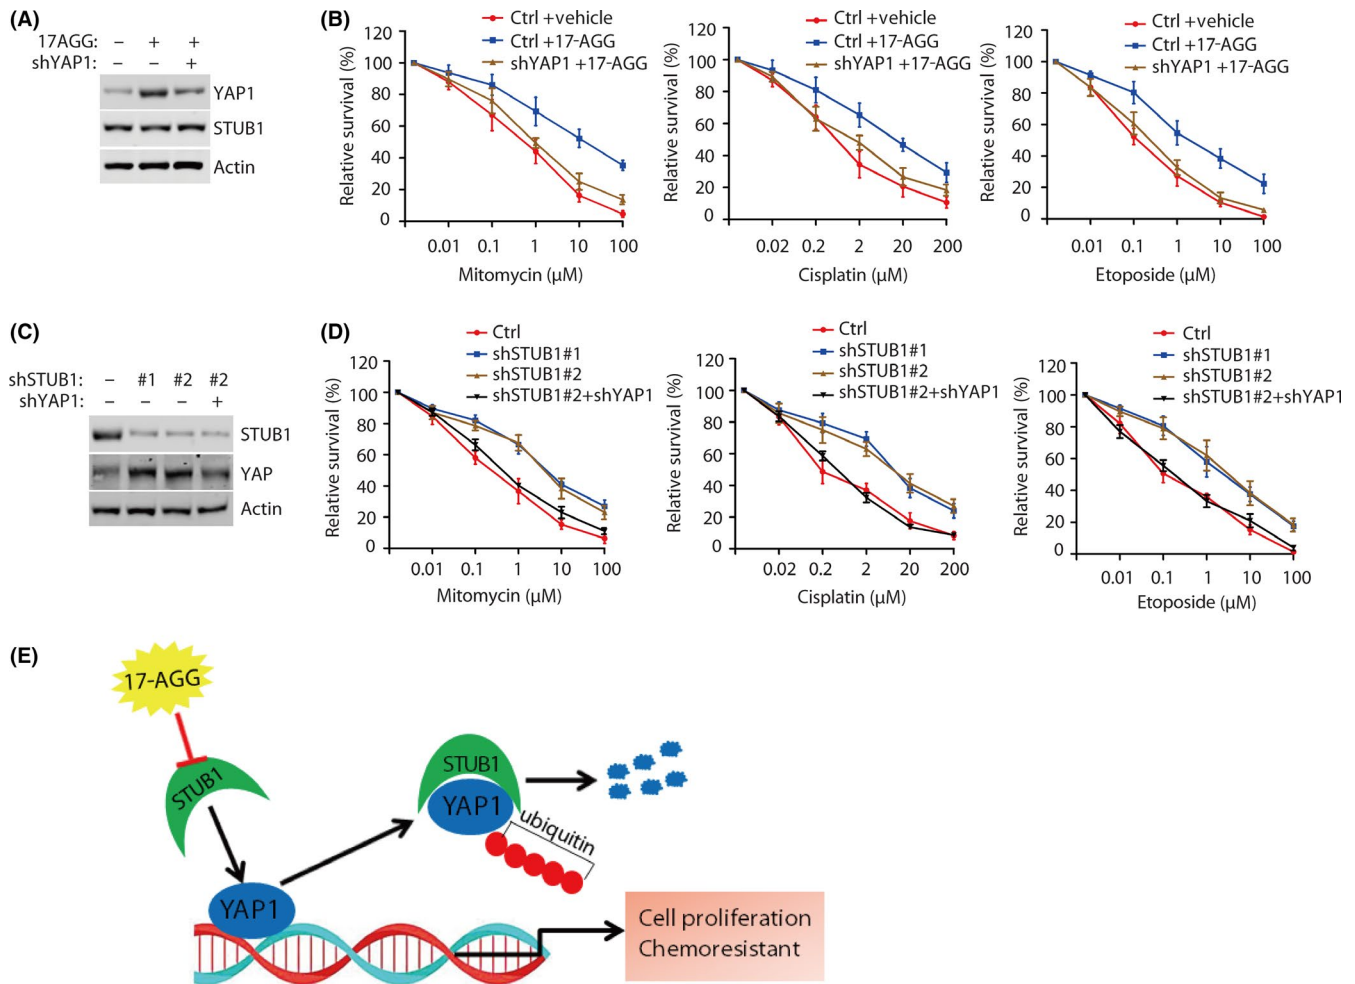 (A)
17AGG: – + +
shYAP1: – – +
YAP1
STUB1
Actin
(B)
Ctrl +vehicle
Ctrl +17-AGG
shYAP1 +17-AGG
Relative survival (%)
120
100
80
60
40
20
0
0.01 0.1 1 10 100
Mitomycin (µM)
Ctrl +vehicle
Ctrl +17-AGG
shYAP1 +17-AGG
Relative survival (%)
120
100
80
60
40
20
0
0.02 0.2 2 20 200
Cisplatin (µM)
Ctrl +vehicle
Ctrl +17-AGG
shYAP1 +17-AGG
Relative survival (%)
120
100
80
60
40
20
0
0.01 0.1 1 10 100
Etoposide (µM)
(C)
shSTUB1: – #1 #2 #2
shYAP1: – – – +
STUB1
YAP
Actin
(D)
Ctrl
shSTUB1#1
shSTUB1#2
shSTUB1#2+shYAP1
Relative survival (%)
120
100
80
60
40
20
0
0.01 0.1 1 10 100
Mitomycin (µM)
Ctrl
shSTUB1#1
shSTUB1#2
shSTUB1#2+shYAP1
Relative survival (%)
120
100
80
60
40
20
0
0.02 0.2 2 20 200
Cisplatin (µM)
Ctrl
shSTUB1#1
shSTUB1#2
shSTUB1#2+shYAP1
Relative survival (%)
120
100
80
60
40
20
0
0.01 0.1 1 10 100
Etoposide (µM)
(E)
17-AGG
STUB1
YAP1
STUB1
YAP1
ubiquitin
Cell proliferation
Chemoresistant